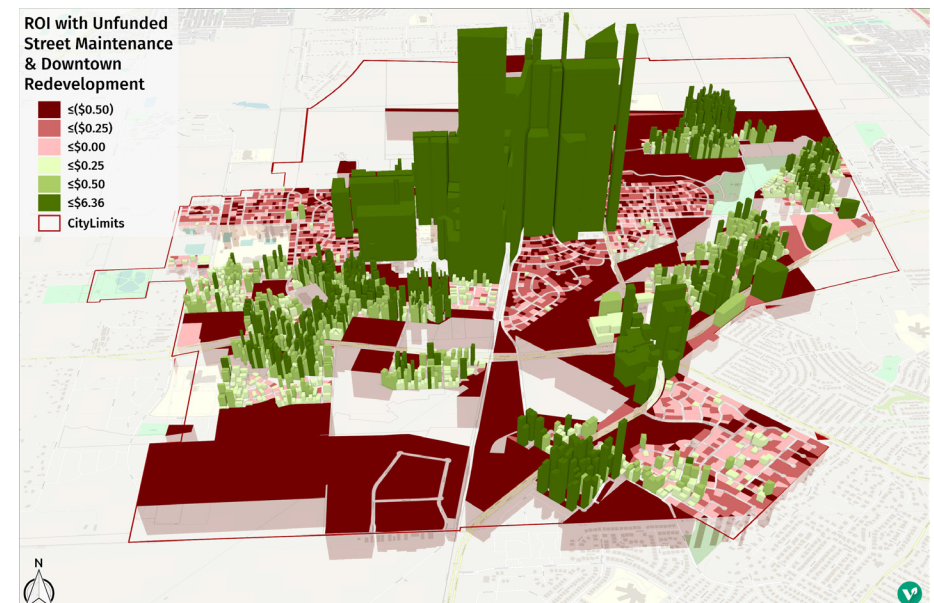 ROI with Unfunded
Street Maintenance
& Downtown
Redevelopment
≤($0.50)
≤($0.25)
≤$0.00
≤$0.25
≤$0.50
≤$6.36
CityLimits
N
v